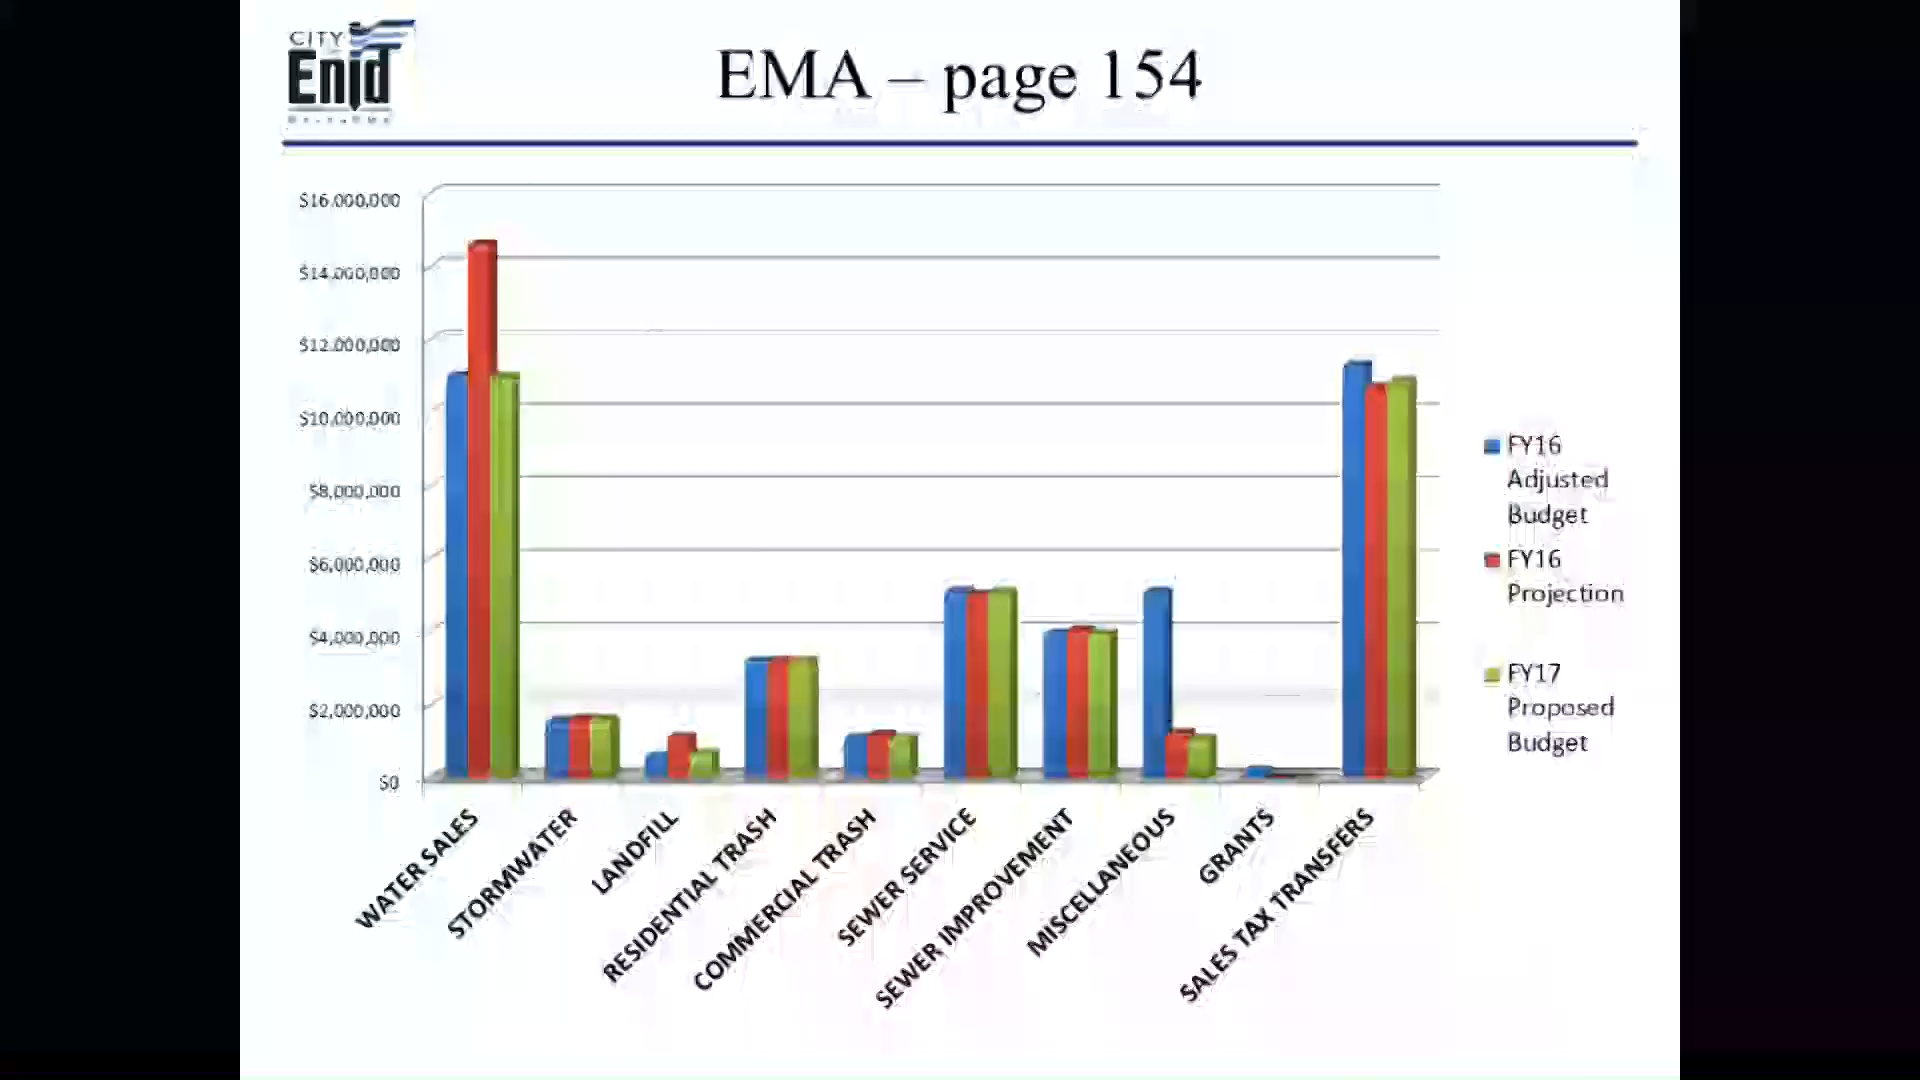 CITY
Enid
EMA – page 154
$16,000,000
$14,000,000
$12,000,000
$10,000,000
$8,000,000
$6,000,000
$4,000,000
$2,000,000
$0
WATER SALES
STORMWATER
LANDFILL
RESIDENTIAL TRASH
COMMERCIAL TRASH
SEWER SERVICE
SEWER IMPROVEMENT
MISCELLANEOUS
GRANTS
SALES TAX TRANSFERS
FY16
Adjusted
Budget
FY16
Projection
FY17
Proposed
Budget